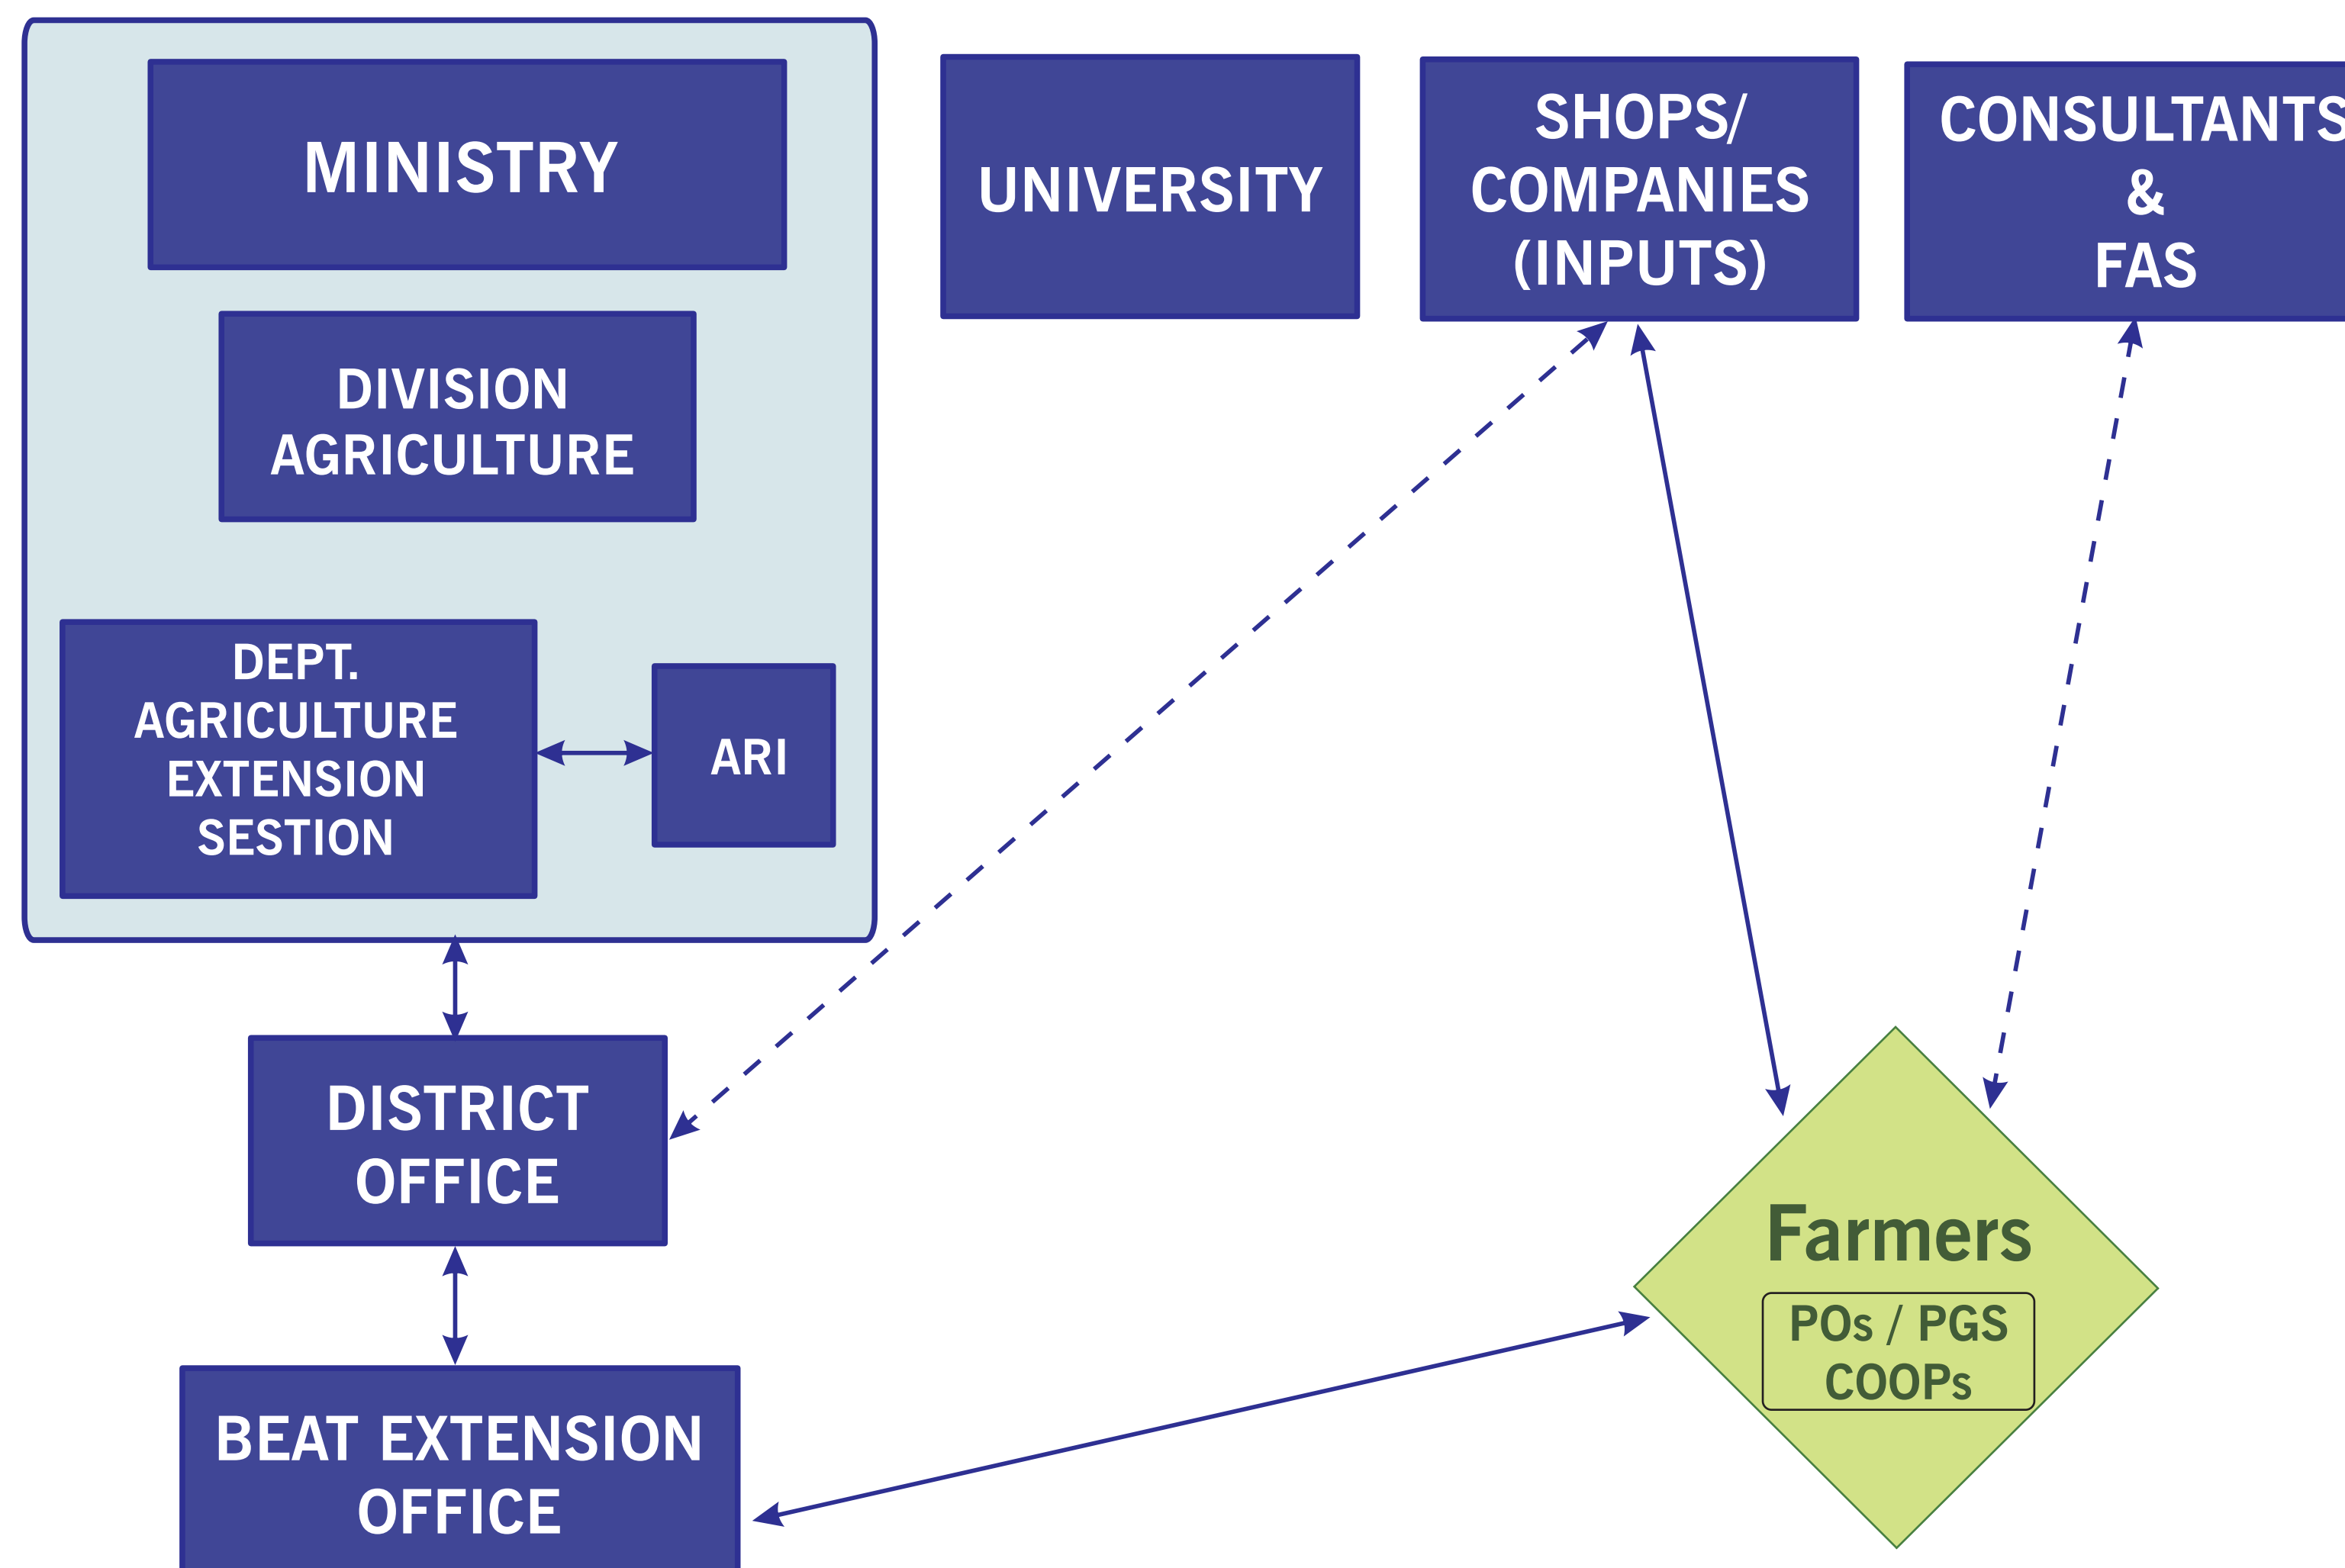 MINISTRY
DIVISION
AGRICULTURE
DEPT.
AGRICULTURE
EXTENSION
SESTION
ARI
UNIVERSITY
SHOPS/
COMPANIES
(INPUTS)
CONSULTANTS
&
FAS
DISTRICT
OFFICE
BEAT EXTENSION
OFFICE
Farmers
POs / PGS
COOPs